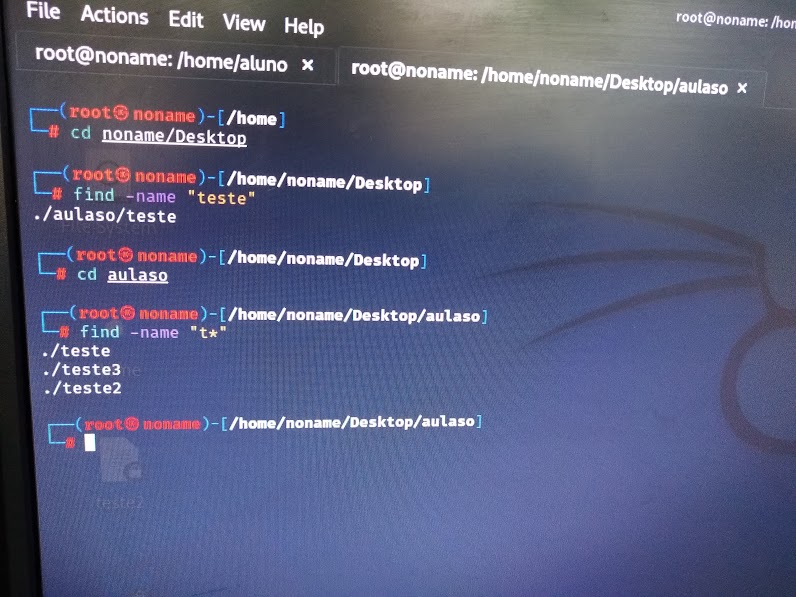 File Actions Edit View Help
root@noname: /hom
root@noname: /home/aluno ×
root@noname: /home/noname/Desktop/aulaso ×
┌──(root㉿noname)-[/home]
└─# cd noname/Desktop
┌──(root㉿noname)-[/home/noname/Desktop]
└─# find -name "teste"
./aulaso/teste
File System
┌──(root㉿noname)-[/home/noname/Desktop]
└─# cd aulaso
┌──(root㉿noname)-[/home/noname/Desktop/aulaso]
└─# find -name "t*"
./teste
./teste3
./teste2
┌──(root㉿noname)-[/home/noname/Desktop/aulaso]
└─#
teste2